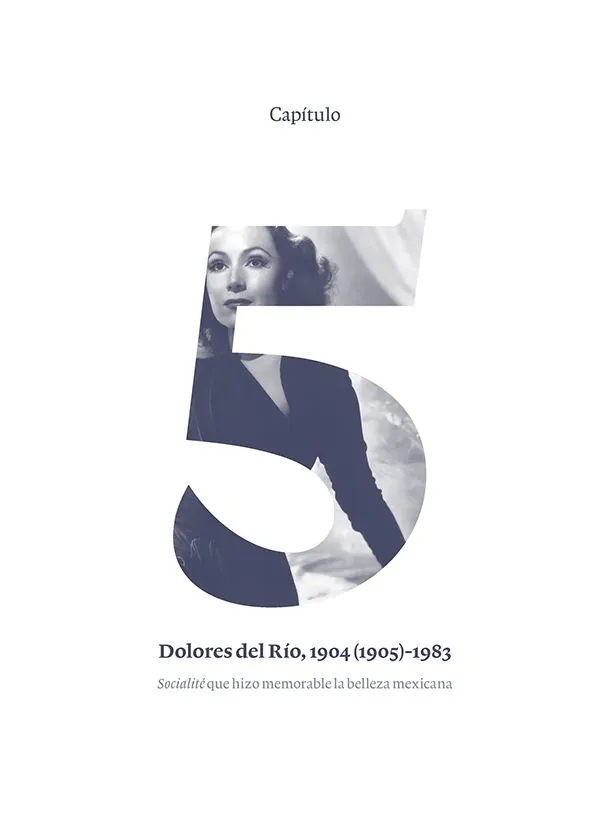 Capítulo
5
Dolores del Río, 1904 (1905)-1983
Socialité que hizo memorable la belleza mexicana